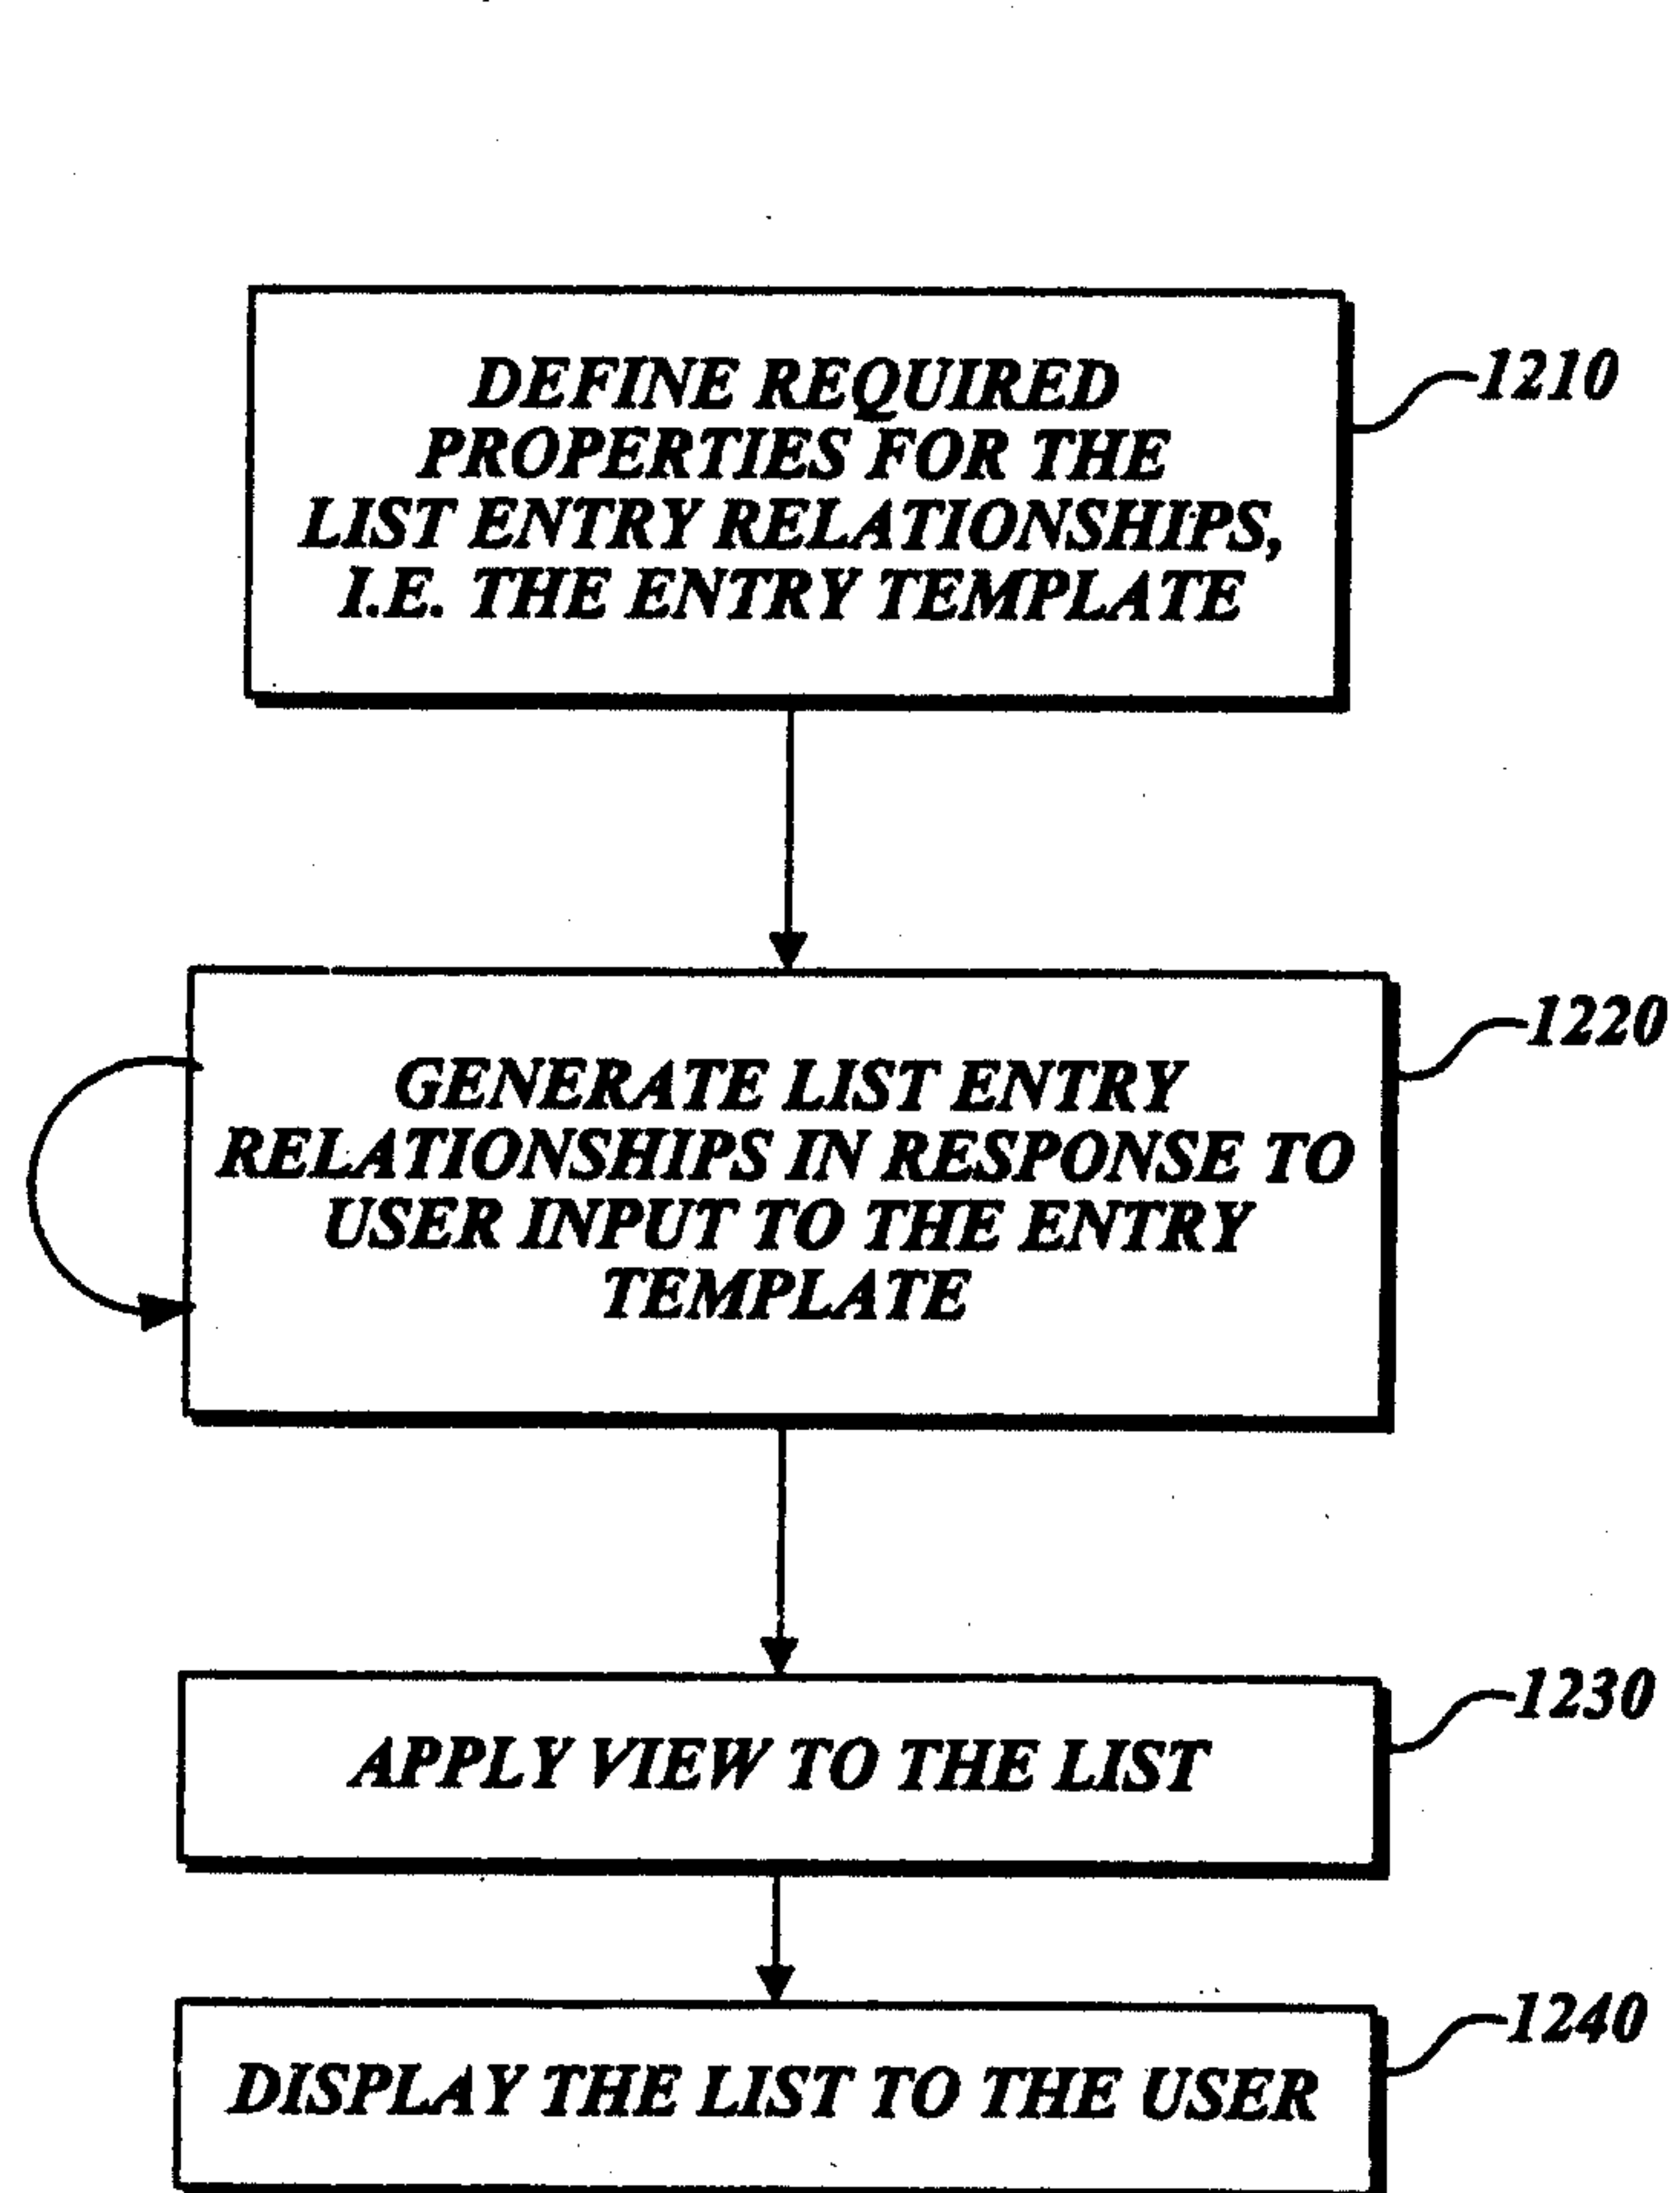 DEFINE REQUIRED
PROPERTIES FOR THE
LIST ENTRY RELATIONSHIPS,
I.E. THE ENTRY TEMPLATE
1210
GENERATE LIST ENTRY
RELATIONSHIPS IN RESPONSE TO
USER INPUT TO THE ENTRY
TEMPLATE
1220
APPLY VIEW TO THE LIST
1230
DISPLAY THE LIST TO THE USER
1240